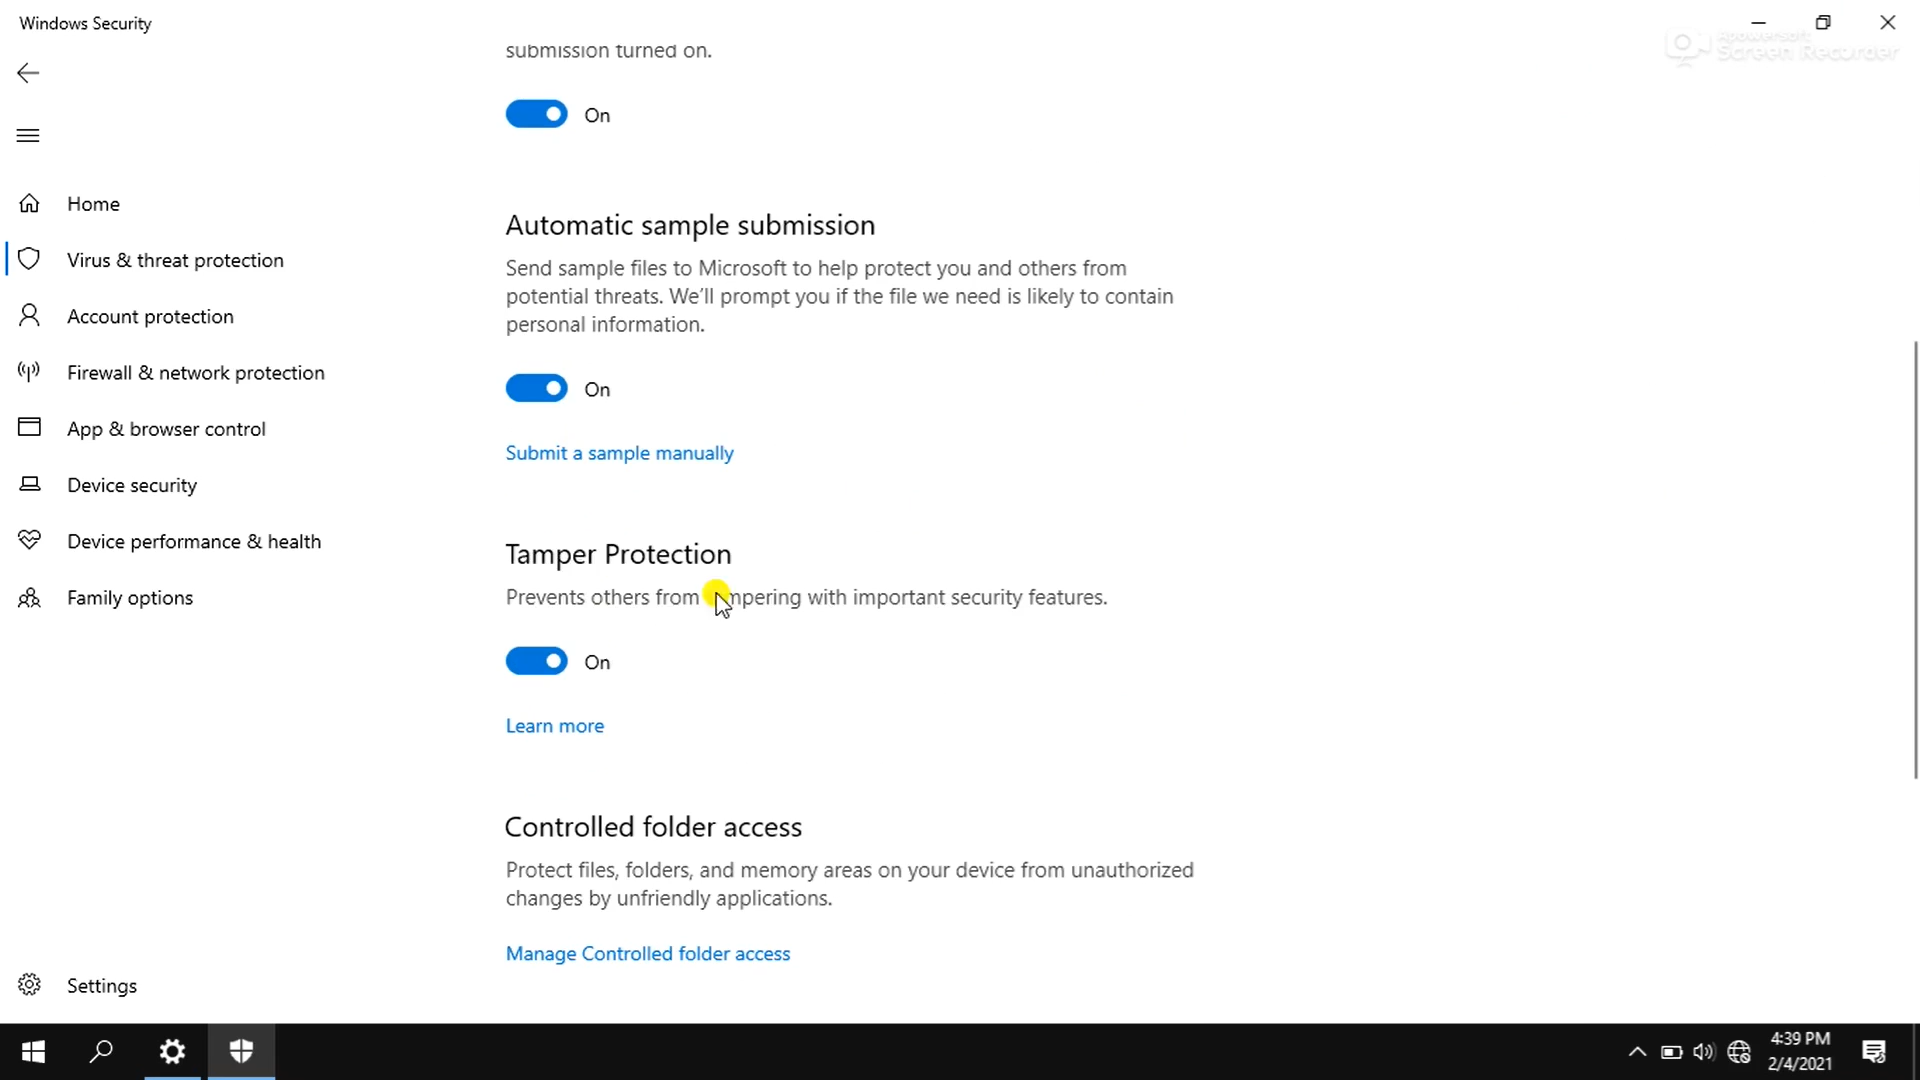 Windows Security
Apowersoft
Screen Recorder
submission turned on.
On
Home
Virus & threat protection
Account protection
Firewall & network protection
App & browser control
Device security
Device performance & health
Family options
Settings
Automatic sample submission
Send sample files to Microsoft to help protect you and others from
potential threats. We'll prompt you if the file we need is likely to contain
personal information.
On
Submit a sample manually
Tamper Protection
Prevents others from tampering with important security features.
On
Learn more
Controlled folder access
Protect files, folders, and memory areas on your device from unauthorized
changes by unfriendly applications.
Manage Controlled folder access
4:39 PM
2/4/2021